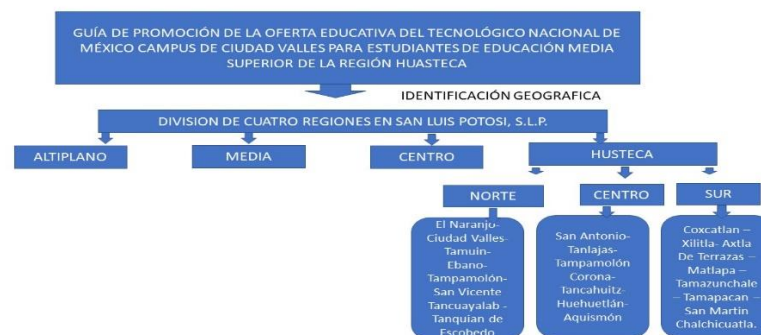 GUÍA DE PROMOCIÓN DE LA OFERTA EDUCATIVA DEL TECNOLÓGICO NACIONAL DE
MÉXICO CAMPUS DE CIUDAD VALLES PARA ESTUDIANTES DE EDUCACIÓN MEDIA
SUPERIOR DE LA REGIÓN HUASTECA
IDENTIFICACIÓN GEOGRAFICA
DIVISION DE CUATRO REGIONES EN SAN LUIS POTOSI, S.L.P.
ALTIPLANO
MEDIA
CENTRO
HUSTECA
NORTE
CENTRO
SUR
El Naranjo-
Ciudad Valles-
Tamuin-
Ebano-
Tampamolón-
San Vicente
Tancuayalab -
Tanquían de
Escobedo
San Antonio-
Tanlajas-
Tampamolón
Corona-
Tancahuitz-
Huehuetlán-
Aquismón
Coxcatlan –
Xilitla- Axtla
De Terrazas –
Matlapa –
Tamazunchale
– Tamapacan –
San Martin
Chalchicuatla.